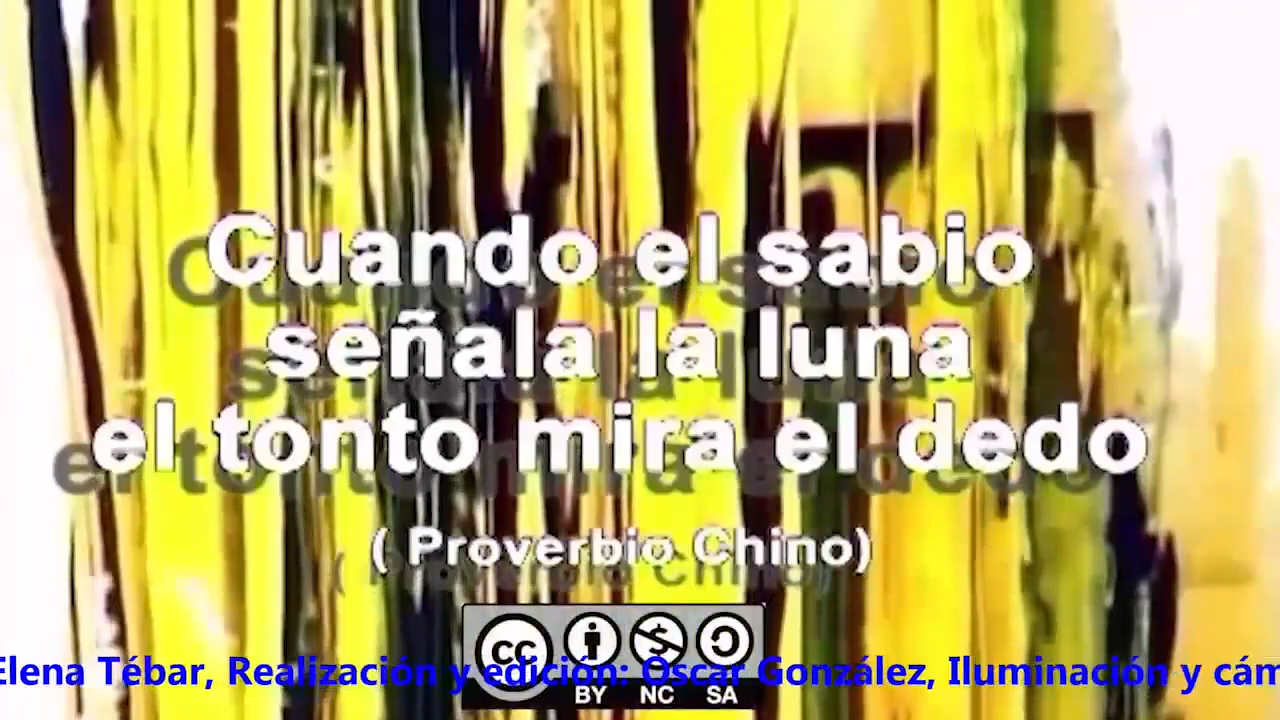 Cuando el sabio
señala la luna
el tonto mira el dedo
( Proverbio Chino)
cc
Elena Tébar, Realización y edición: Oscar González, Iluminación y cám
BY NC SA